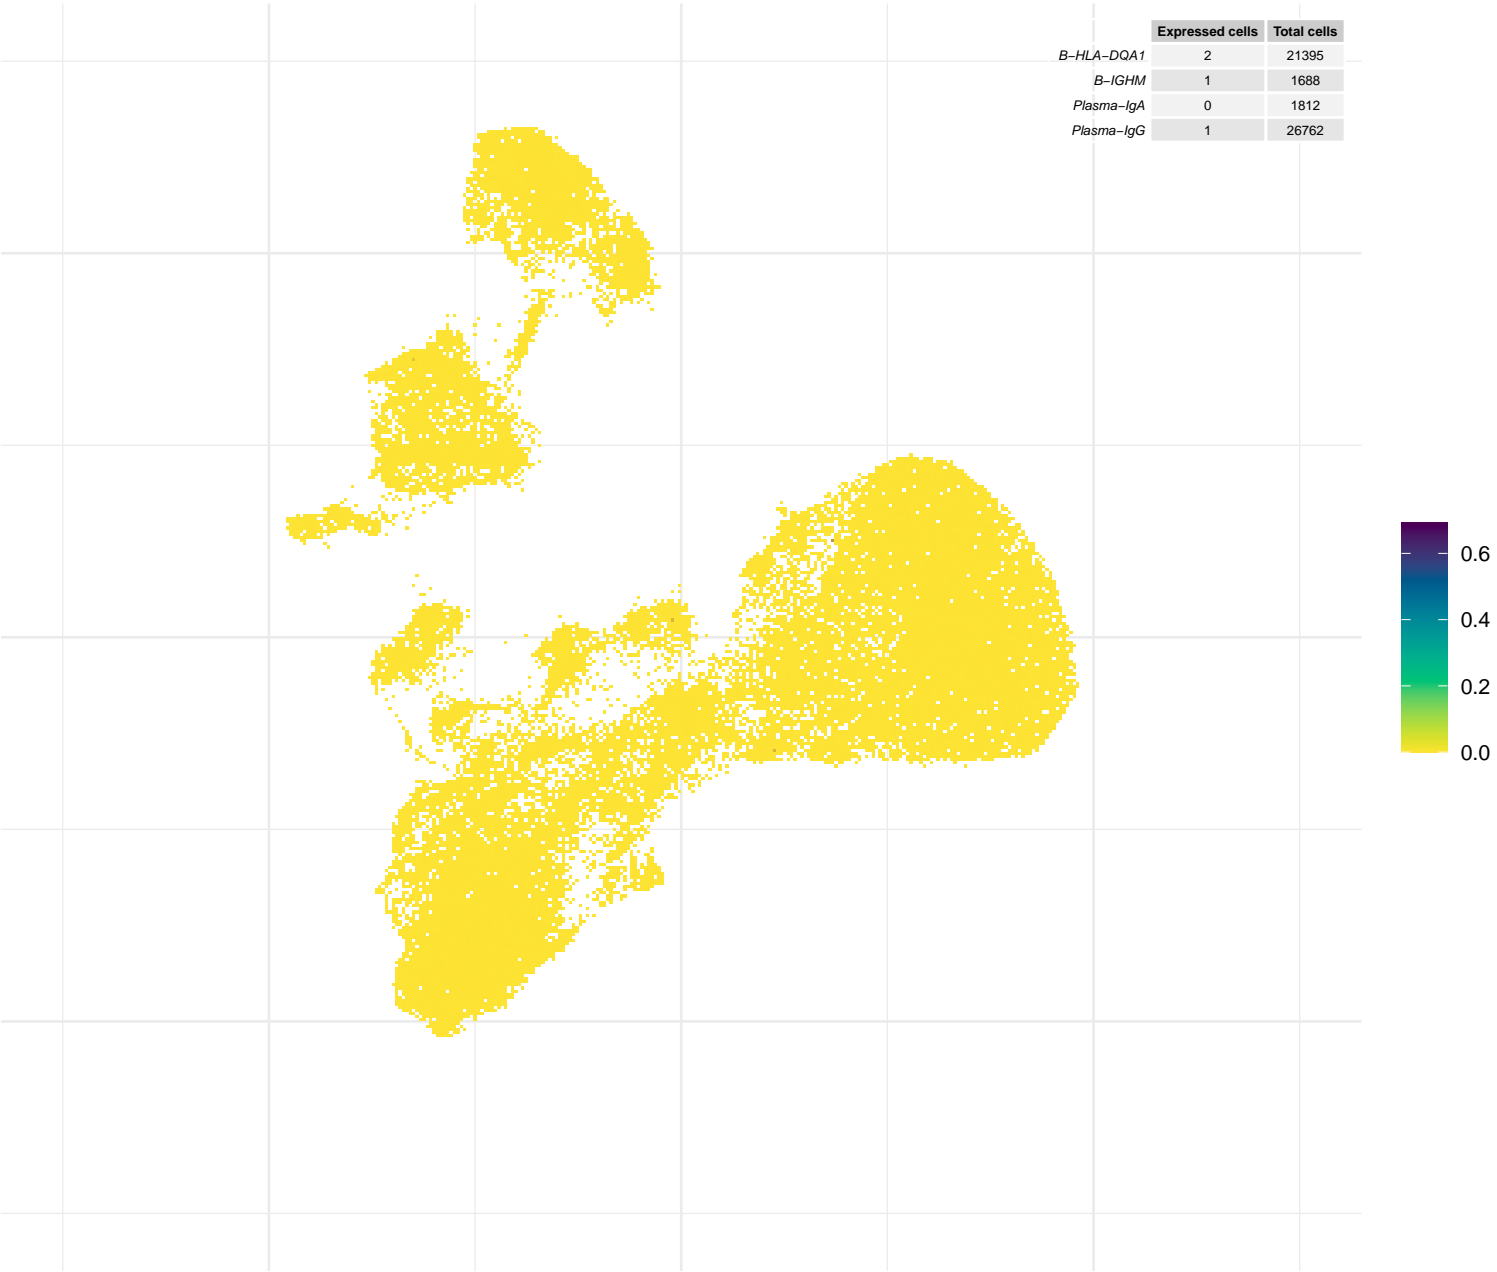 Expressed cells Total cells
B−HLA−DQA1 2 21395
B−IGHM 1 1688
Plasma−IgA 0 1812
Plasma−IgG 1 26762
0.6
0.4
0.2
0.0